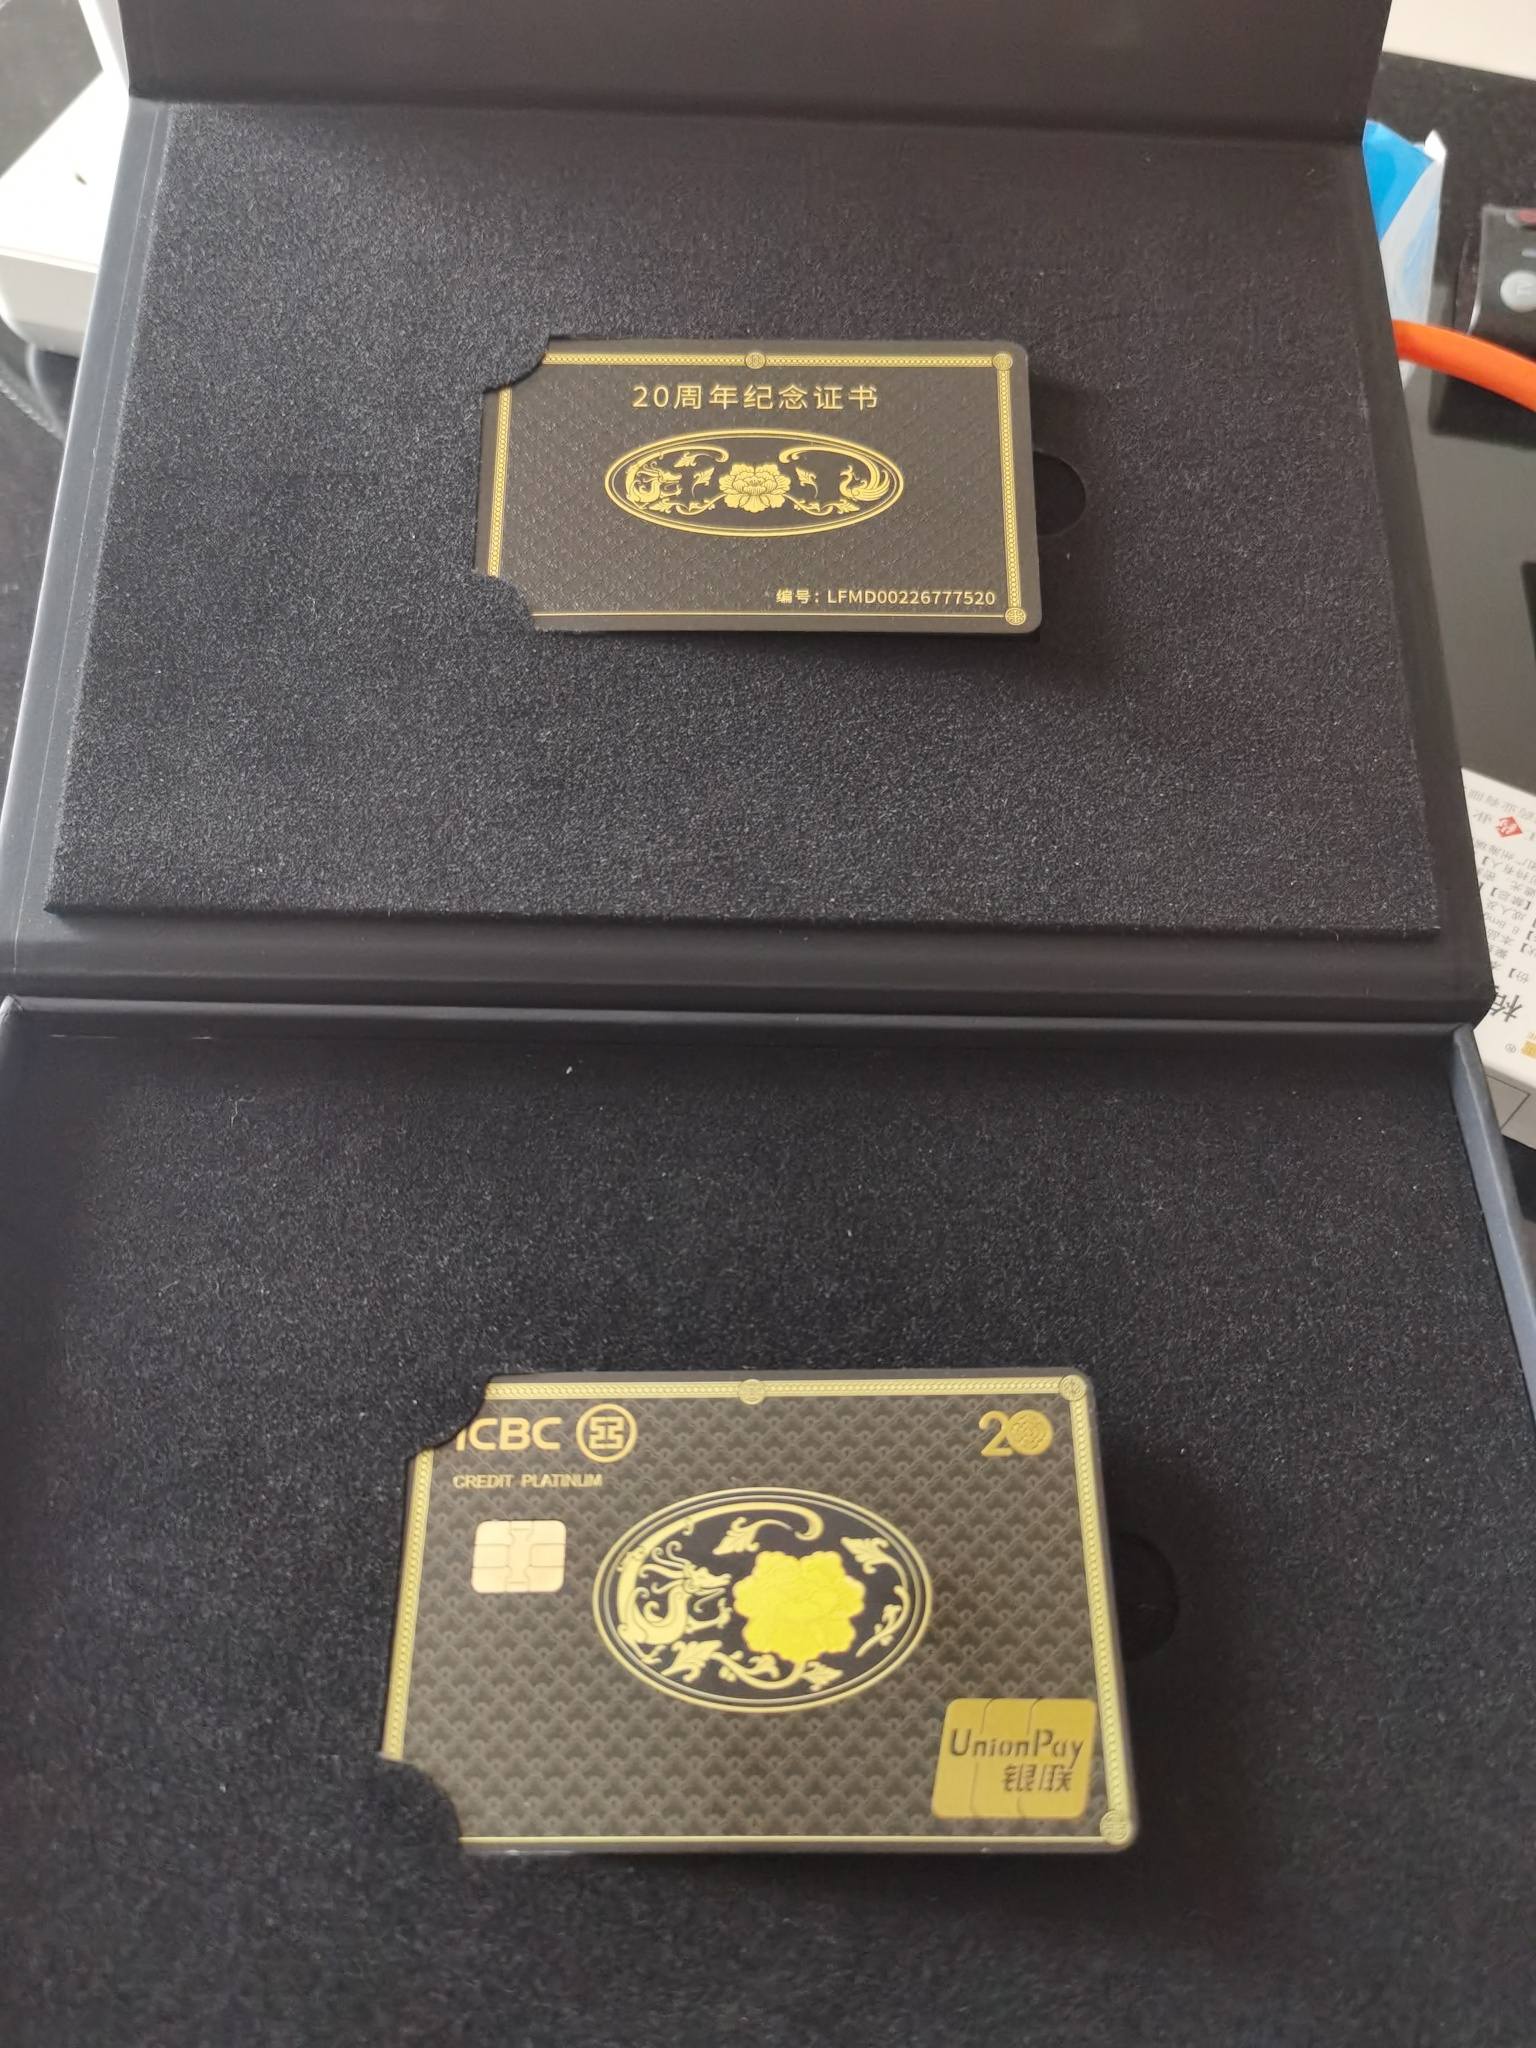 20周年纪念证书
编号：LFMD00226777520
ICBC
20
CREDIT PLATINUM
UnionPay
银联